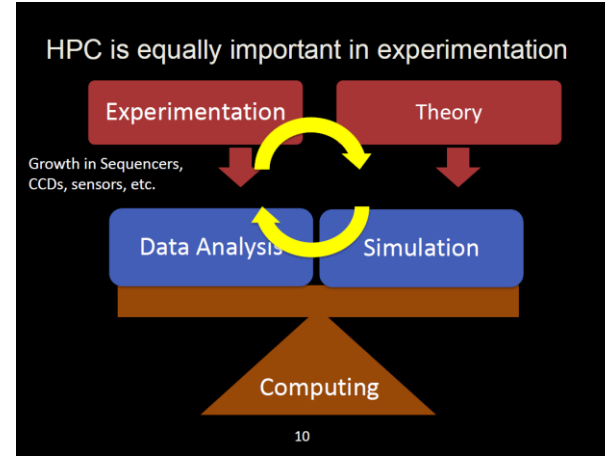 HPC is equally important in experimentation
Experimentation
Theory
Growth in Sequencers,
CCDs, sensors, etc.
Data Analysis
Simulation
Computing
10